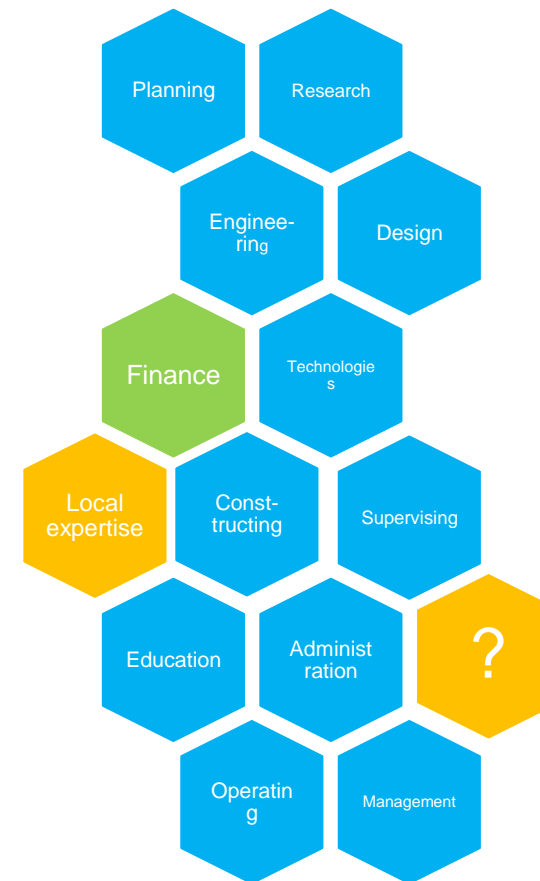 Planning
Research
Enginee-
ring
Design
Finance
Technologie
s
Local
expertise
Const-
tructing
Supervising
Education
Administ
ration
?
Operatin
g
Management